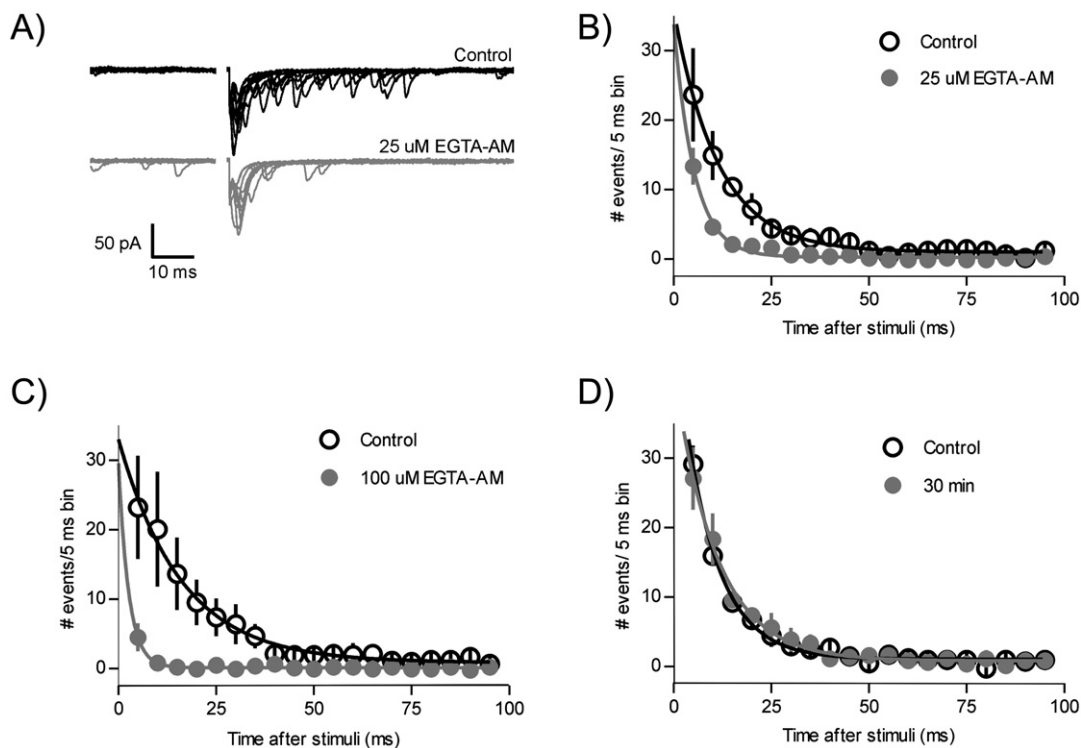 A)
Control
25 uM EGTA-AM
50 pA
10 ms
B)
# events/ 5 ms bin
30
20
10
0
Control
25 uM EGTA-AM
0 25 50 75 100
Time after stimuli (ms)
C)
# events/5 ms bin
30
20
10
0
Control
100 uM EGTA-AM
0 25 50 75 100
Time after stimuli (ms)
D)
# events/ 5 ms bin
30
20
10
0
Control
30 min
0 25 50 75 100
Time after stimuli (ms)